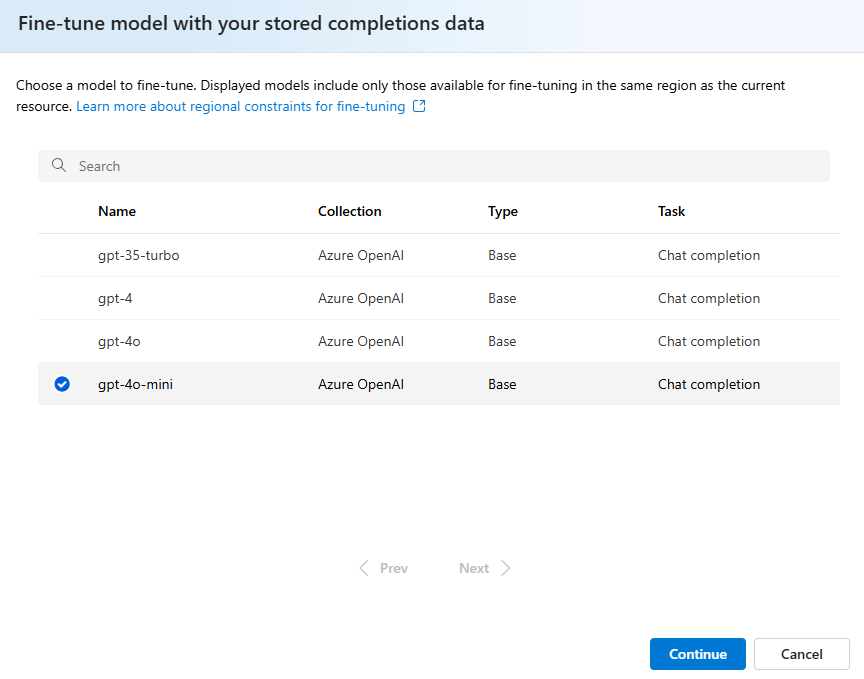 Fine-tune model with your stored completions data
Choose a model to fine-tune. Displayed models include only those available for fine-tuning in the same region as the current
resource. Learn more about regional constraints for fine-tuning
Search
Name Collection Type Task
gpt-35-turbo Azure OpenAI Base Chat completion
gpt-4 Azure OpenAI Base Chat completion
gpt-4o Azure OpenAI Base Chat completion
gpt-4o-mini Azure OpenAI Base Chat completion
Prev Next
Continue Cancel